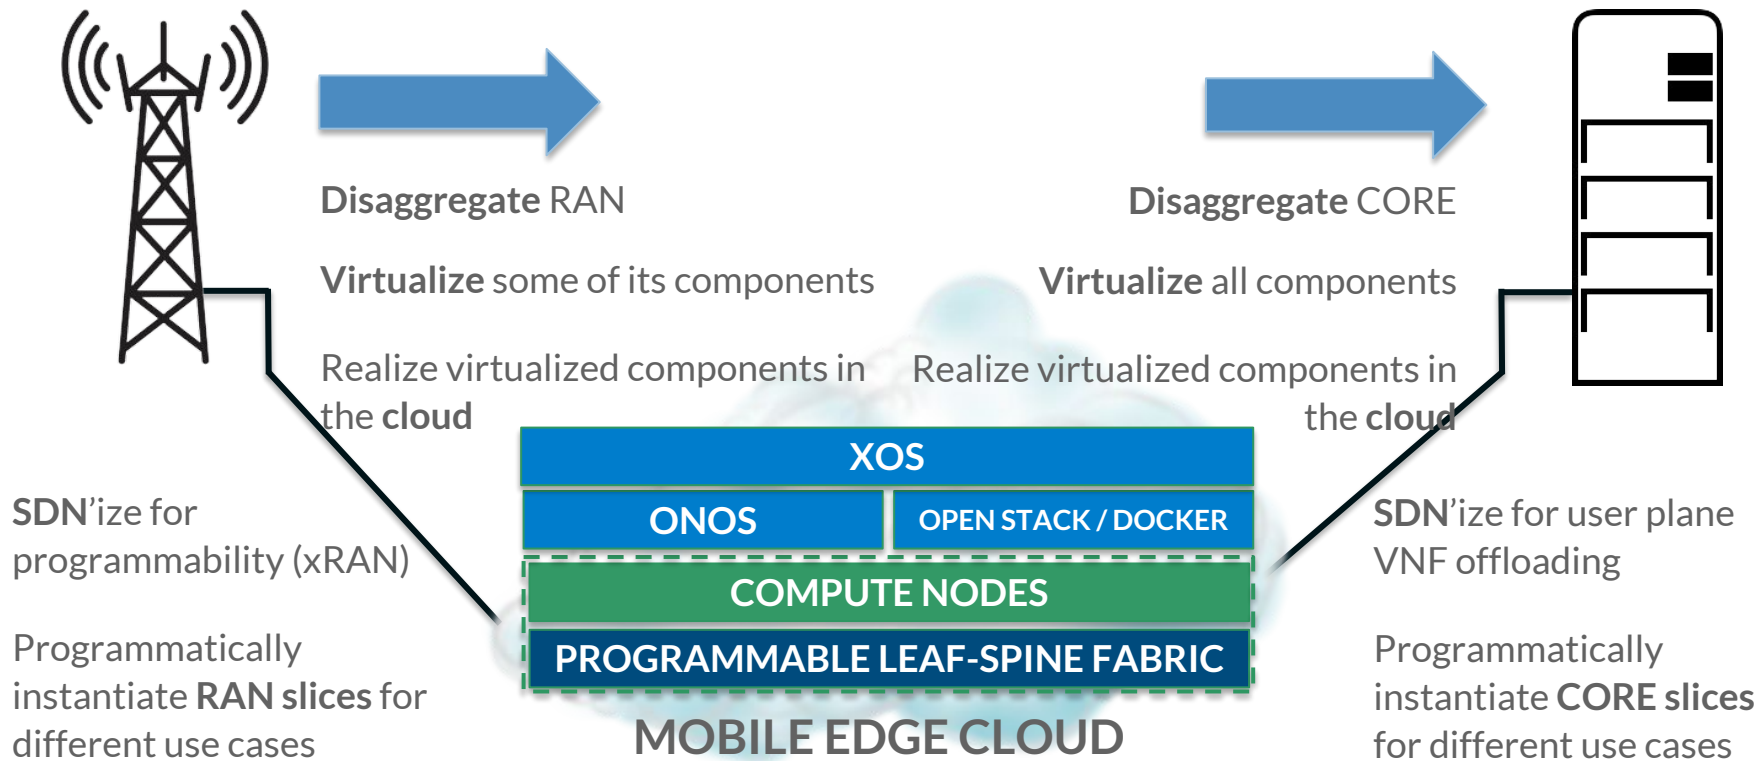 Disaggregate RAN
Virtualize some of its components
Realize virtualized components in
the cloud
SDN’ize for
programmability (xRAN)
Programmatically
instantiate RAN slices for
different use cases
Disaggregate CORE
Virtualize all components
Realize virtualized components in
the cloud
SDN’ize for user plane
VNF offloading
Programmatically
instantiate CORE slices
for different use cases
XOS
ONOS
OPEN STACK / DOCKER
COMPUTE NODES
PROGRAMMABLE LEAF-SPINE FABRIC
MOBILE EDGE CLOUD